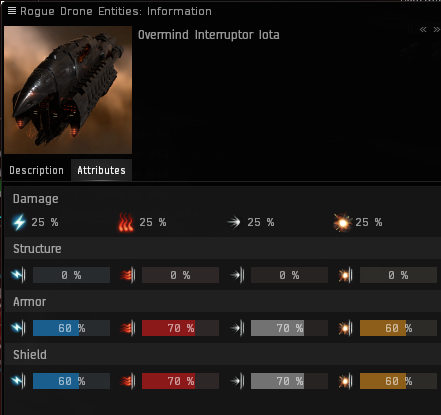 Rogue Drone Entities: Information
Overmind Interruptor Iota
Description Attributes
Damage
25 % 25 % 25 % 25 %
Structure
0 % 0 % 0 % 0 %
Armor
60 % 70 % 70 % 60 %
Shield
60 % 70 % 70 % 60 %